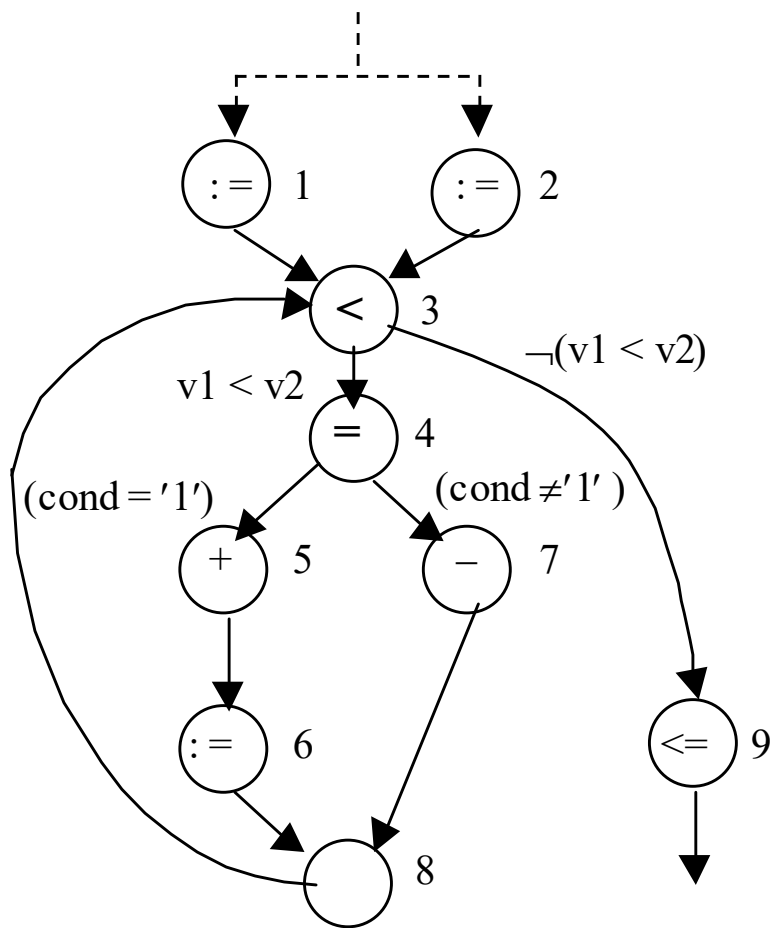 : = 1 : = 2
< 3
¬(v1 < v2)
v1 < v2
= 4
(cond = '1') (cond ≠'1' )
+ 5 − 7
: = 6 <= 9
8